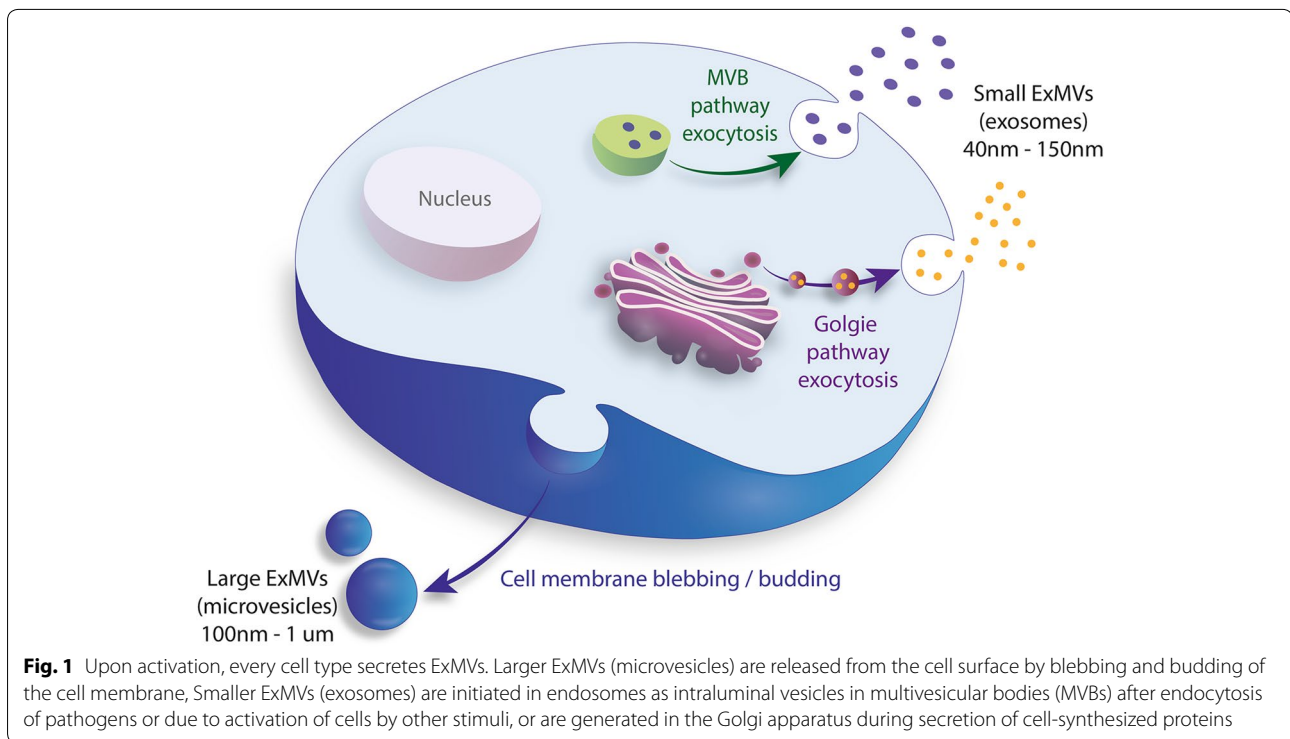 MVB
pathway
exocytosis
Small ExMVs
(exosomes)
40nm - 150nm
Nucleus
Golgie
pathway
exocytosis
Cell membrane blebbing / budding
Large ExMVs
(microvesicles)
100nm - 1 um
Fig. 1 Upon activation, every cell type secretes ExMVs. Larger ExMVs (microvesicles) are released from the cell surface by blebbing and budding of
the cell membrane, Smaller ExMVs (exosomes) are initiated in endosomes as intraluminal vesicles in multivesicular bodies (MVBs) after endocytosis
of pathogens or due to activation of cells by other stimuli, or are generated in the Golgi apparatus during secretion of cell-synthesized proteins